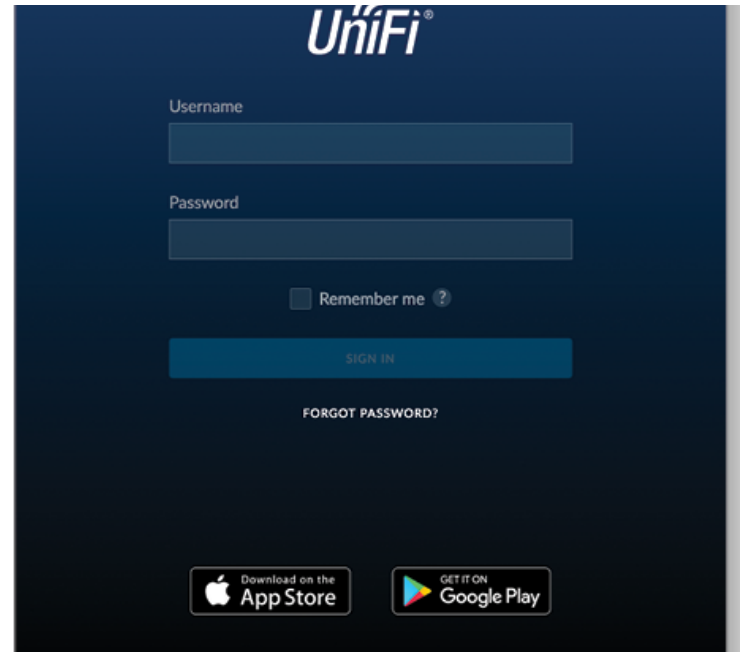 UniFi®
Username
Password
Remember me ?
SIGN IN
FORGOT PASSWORD?
Download on the
App Store
GET IT ON
Google Play